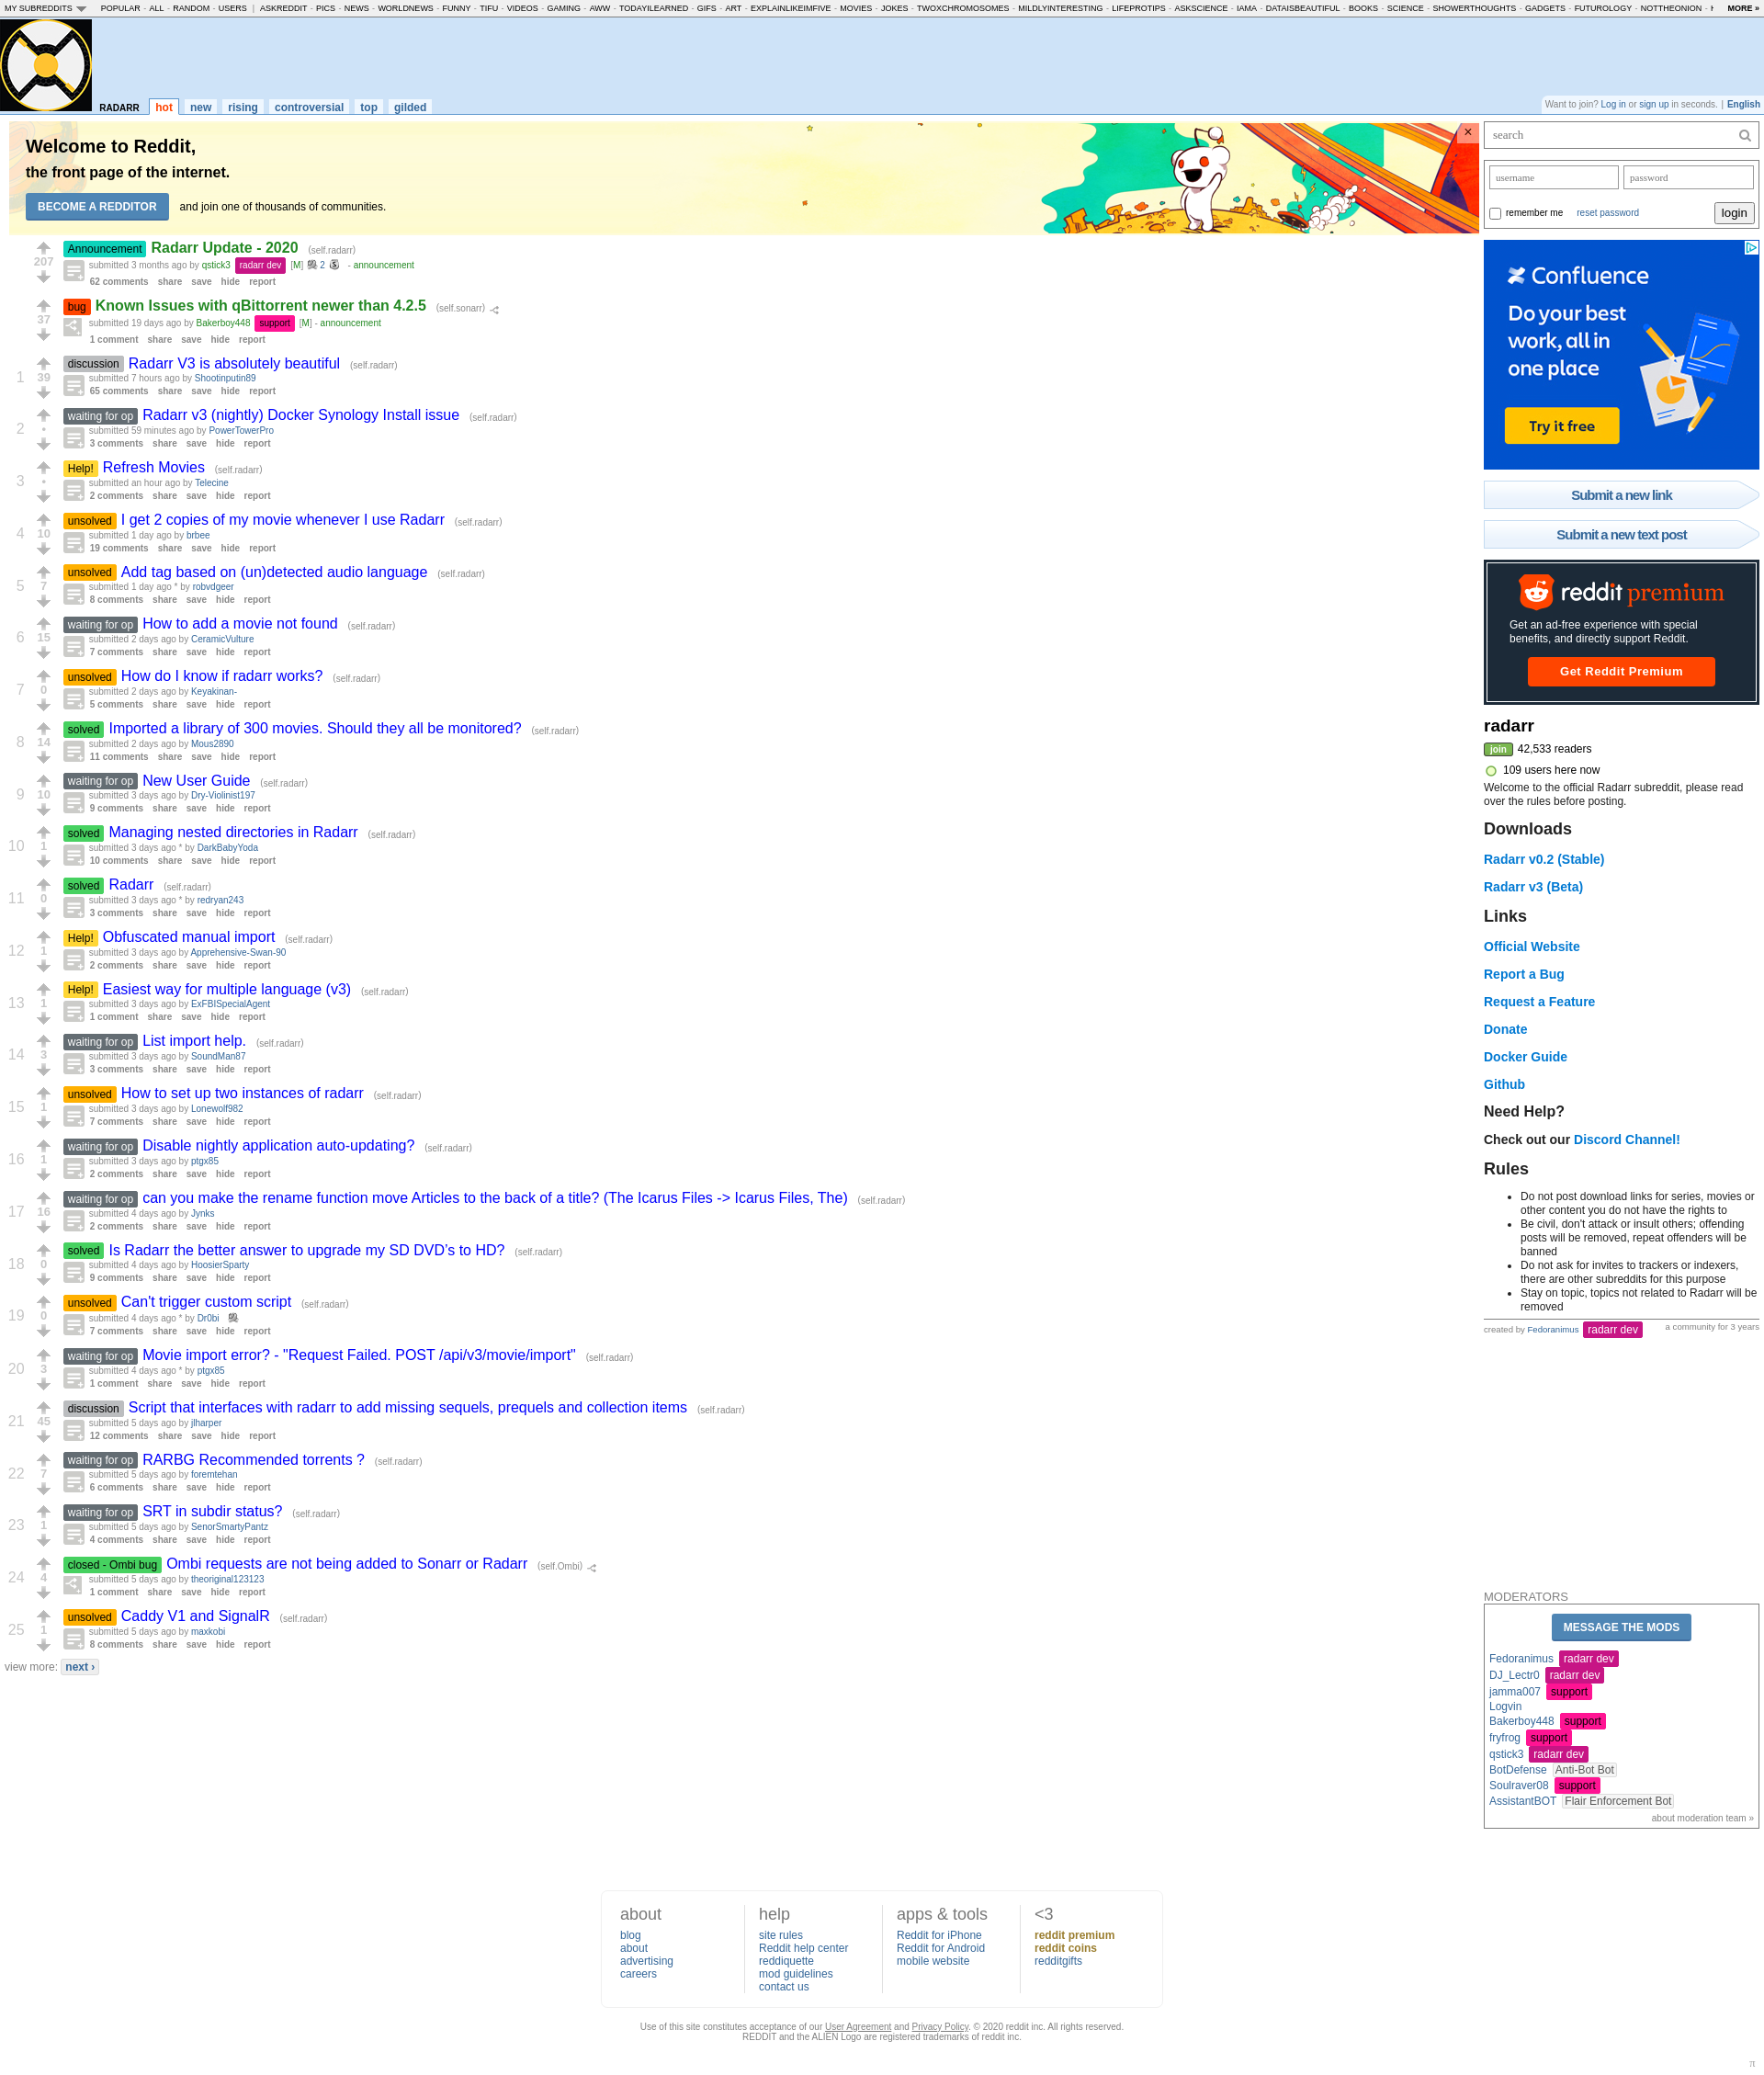 MY SUBREDDITS POPULAR - ALL - RANDOM - USERS | ASKREDDIT - PICS - NEWS - WORLDNEWS - FUNNY - TIFU - VIDEOS - GAMING - AWW - TODAYILEARNED - GIFS - ART - EXPLAINLIKEIMFIVE - MOVIES - JOKES - TWOXCHROMOSOMES - MILDLYINTERESTING - LIFEPROTIPS - ASKSCIENCE - IAMA - DATAISBEAUTIFUL - BOOKS - SCIENCE - SHOWERTHOUGHTS - GADGETS - FUTUROLOGY - NOTTHEONION - MORE »
RADARR hot new rising controversial top gilded
Want to join? Log in or sign up in seconds. | English
Welcome to Reddit,
the front page of the internet.
BECOME A REDDITOR and join one of thousands of communities.
×
207
Announcement Radarr Update - 2020 (self.radarr)
submitted 3 months ago by qstick3 radarr dev [M] 2 - announcement
62 comments share save hide report
37
bug Known Issues with qBittorrent newer than 4.2.5 (self.sonarr)
submitted 19 days ago by Bakerboy448 support [M] - announcement
1 comment share save hide report
1 39
discussion Radarr V3 is absolutely beautiful (self.radarr)
submitted 7 hours ago by Shootinputin89
65 comments share save hide report
2 •
waiting for op Radarr v3 (nightly) Docker Synology Install issue (self.radarr)
submitted 59 minutes ago by PowerTowerPro
3 comments share save hide report
3 •
Help! Refresh Movies (self.radarr)
submitted an hour ago by Telecine
2 comments share save hide report
4 10
unsolved I get 2 copies of my movie whenever I use Radarr (self.radarr)
submitted 1 day ago by brbee
19 comments share save hide report
5 7
unsolved Add tag based on (un)detected audio language (self.radarr)
submitted 1 day ago * by robvdgeer
8 comments share save hide report
6 15
waiting for op How to add a movie not found (self.radarr)
submitted 2 days ago by CeramicVulture
7 comments share save hide report
7 0
unsolved How do I know if radarr works? (self.radarr)
submitted 2 days ago by Keyakinan-
5 comments share save hide report
8 14
solved Imported a library of 300 movies. Should they all be monitored? (self.radarr)
submitted 2 days ago by Mous2890
11 comments share save hide report
9 10
waiting for op New User Guide (self.radarr)
submitted 3 days ago by Dry-Violinist197
9 comments share save hide report
10 1
solved Managing nested directories in Radarr (self.radarr)
submitted 3 days ago * by DarkBabyYoda
10 comments share save hide report
11 0
solved Radarr (self.radarr)
submitted 3 days ago * by redryan243
3 comments share save hide report
12 1
Help! Obfuscated manual import (self.radarr)
submitted 3 days ago by Apprehensive-Swan-90
2 comments share save hide report
13 1
Help! Easiest way for multiple language (v3) (self.radarr)
submitted 3 days ago by ExFBISpecialAgent
1 comment share save hide report
14 3
waiting for op List import help. (self.radarr)
submitted 3 days ago by SoundMan87
3 comments share save hide report
15 1
unsolved How to set up two instances of radarr (self.radarr)
submitted 3 days ago by Lonewolf982
7 comments share save hide report
16 1
waiting for op Disable nightly application auto-updating? (self.radarr)
submitted 3 days ago by ptgx85
2 comments share save hide report
17 16
waiting for op can you make the rename function move Articles to the back of a title? (The Icarus Files -> Icarus Files, The) (self.radarr)
submitted 4 days ago by Jynks
2 comments share save hide report
18 0
solved Is Radarr the better answer to upgrade my SD DVD's to HD? (self.radarr)
submitted 4 days ago by HoosierSparty
9 comments share save hide report
19 0
unsolved Can't trigger custom script (self.radarr)
submitted 4 days ago * by Dr0bi
7 comments share save hide report
20 3
waiting for op Movie import error? - "Request Failed. POST /api/v3/movie/import" (self.radarr)
submitted 4 days ago * by ptgx85
1 comment share save hide report
21 45
discussion Script that interfaces with radarr to add missing sequels, prequels and collection items (self.radarr)
submitted 5 days ago by jlharper
12 comments share save hide report
22 7
waiting for op RARBG Recommended torrents ? (self.radarr)
submitted 5 days ago by foremtehan
6 comments share save hide report
23 1
waiting for op SRT in subdir status? (self.radarr)
submitted 5 days ago by SenorSmartyPantz
4 comments share save hide report
24 4
closed - Ombi bug Ombi requests are not being added to Sonarr or Radarr (self.Ombi)
submitted 5 days ago by theoriginal123123
1 comment share save hide report
25 1
unsolved Caddy V1 and SignalR (self.radarr)
submitted 5 days ago by maxkobi
8 comments share save hide report
view more: next ›
search
username password
remember me reset password login
Confluence
Do your best
work, all in
one place
Try it free
Submit a new link
Submit a new text post
reddit premium
Get an ad-free experience with special
benefits, and directly support Reddit.
Get Reddit Premium
radarr
join 42,533 readers
109 users here now
Welcome to the official Radarr subreddit, please read
over the rules before posting.
Downloads
Radarr v0.2 (Stable)
Radarr v3 (Beta)
Links
Official Website
Report a Bug
Request a Feature
Donate
Docker Guide
Github
Need Help?
Check out our Discord Channel!
Rules
• Do not post download links for series, movies or
other content you do not have the rights to
• Be civil, don't attack or insult others; offending
posts will be removed, repeat offenders will be
banned
• Do not ask for invites to trackers or indexers,
there are other subreddits for this purpose
• Stay on topic, topics not related to Radarr will be
removed
created by Fedoranimus radarr dev a community for 3 years
MODERATORS
MESSAGE THE MODS
Fedoranimus radarr dev
DJ_Lectr0 radarr dev
jamma007 support
Logvin
Bakerboy448 support
fryfrog support
qstick3 radarr dev
BotDefense Anti-Bot Bot
Soulraver08 support
AssistantBOT Flair Enforcement Bot
about moderation team »
about
blog
about
advertising
careers
help
site rules
Reddit help center
reddiquette
mod guidelines
contact us
apps & tools
Reddit for iPhone
Reddit for Android
mobile website
<3
reddit premium
reddit coins
redditgifts
Use of this site constitutes acceptance of our User Agreement and Privacy Policy. © 2020 reddit inc. All rights reserved.
REDDIT and the ALIEN Logo are registered trademarks of reddit inc.
π